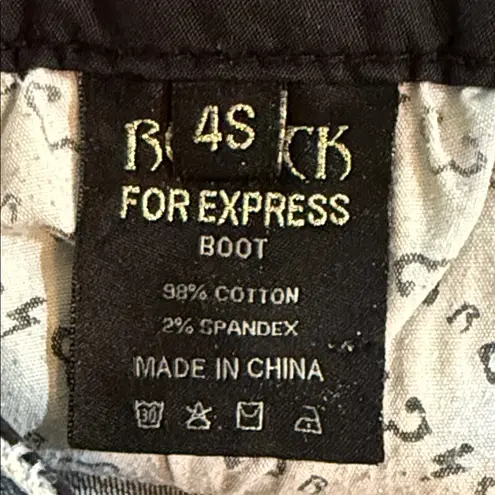 4S
FOR EXPRESS
BOOT
98% COTTON
2% SPANDEX
MADE IN CHINA
30